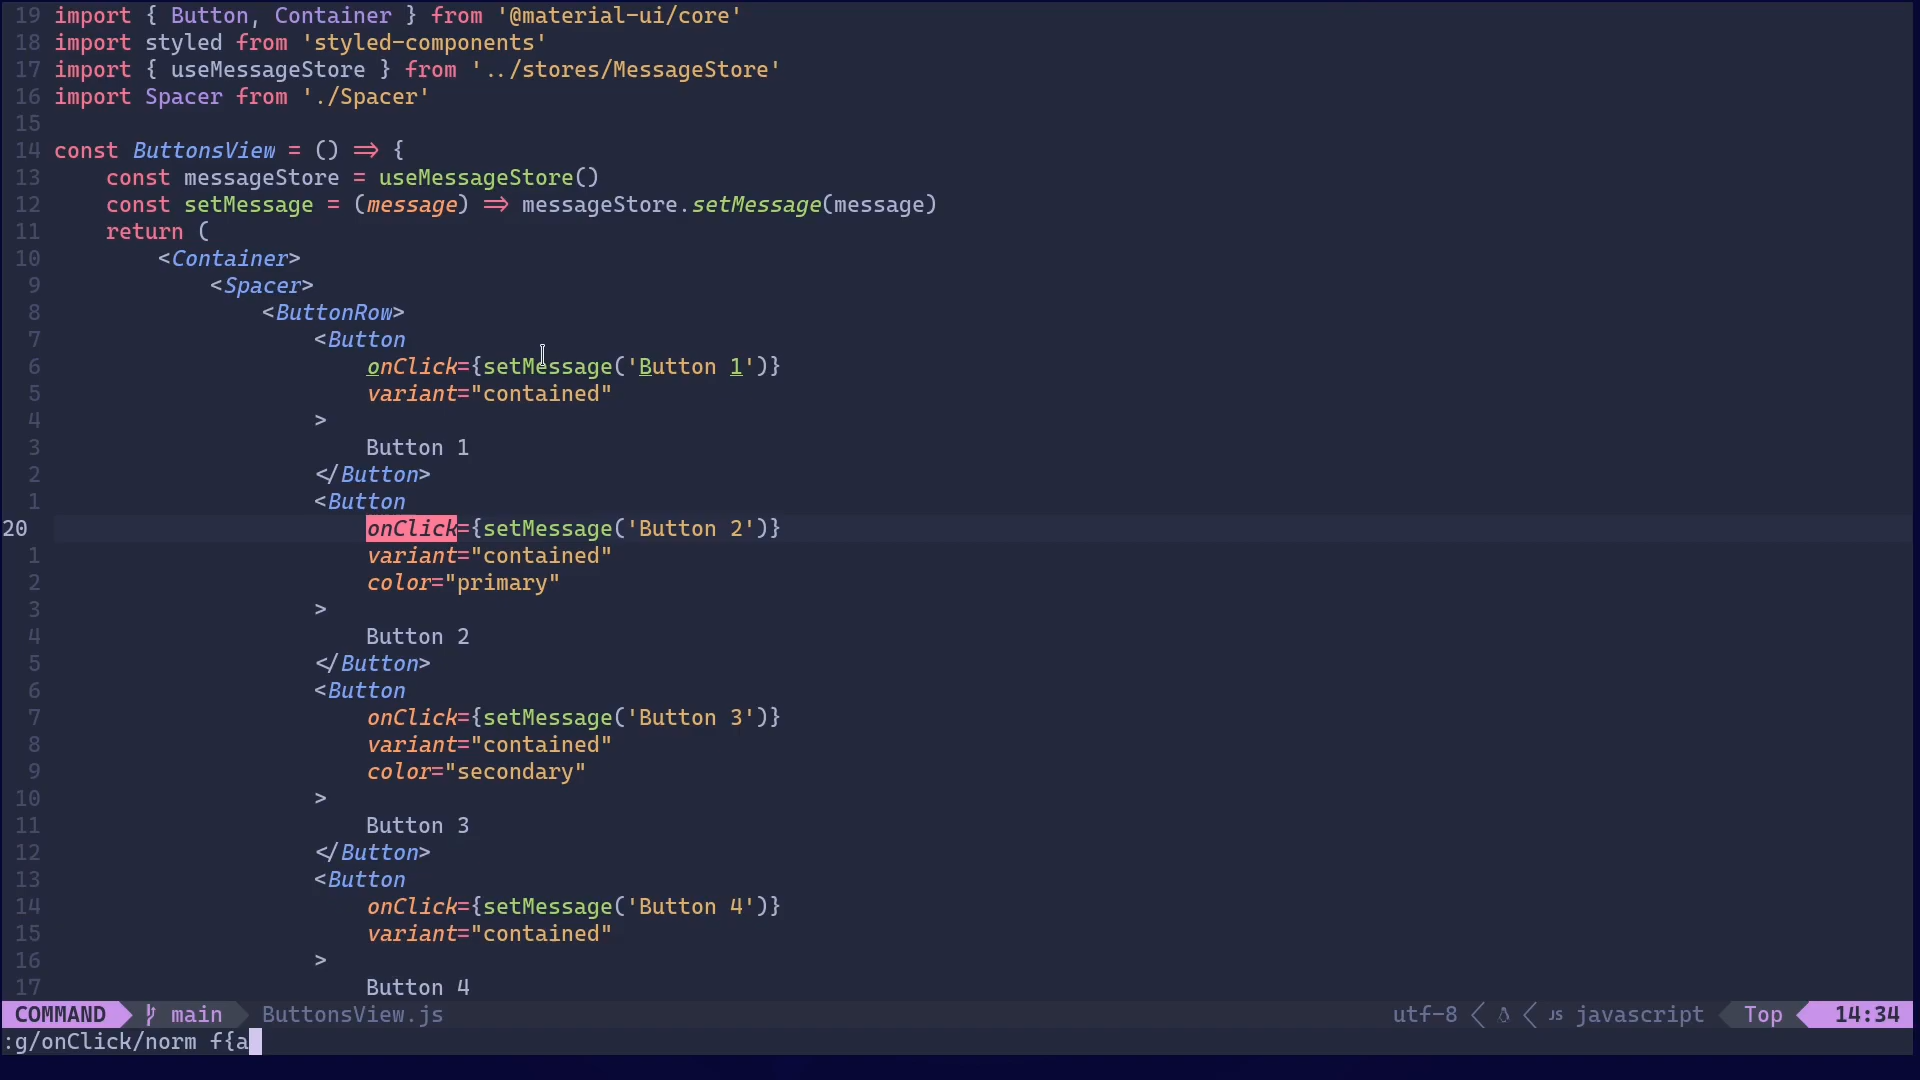 19 import { Button, Container } from '@material-ui/core'
18 import styled from 'styled-components'
17 import { useMessageStore } from '../stores/MessageStore'
16 import Spacer from './Spacer'
15
14 const ButtonsView = () => {
13     const messageStore = useMessageStore()
12     const setMessage = (message) => messageStore.setMessage(message)
11     return (
10         <Container>
9             <Spacer>
8                 <ButtonRow>
7                     <Button
6                         onClick={setMessage('Button 1')}
5                         variant="contained"
4                     >
3                         Button 1
2                     </Button>
1                     <Button
20                         onClick={setMessage('Button 2')}
1                         variant="contained"
2                         color="primary"
3                     >
4                         Button 2
5                     </Button>
6                     <Button
7                         onClick={setMessage('Button 3')}
8                         variant="contained"
9                         color="secondary"
10                     >
11                         Button 3
12                     </Button>
13                     <Button
14                         onClick={setMessage('Button 4')}
15                         variant="contained"
16                     >
17                         Button 4
COMMAND main ButtonsView.js utf-8 JS javascript Top 14:34
:g/onClick/norm f{a